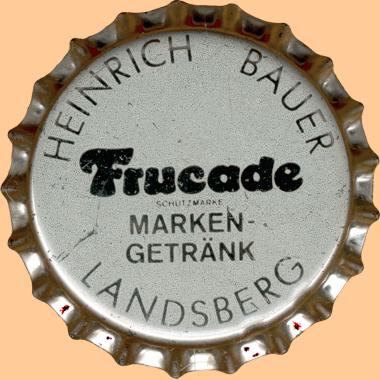 HEINRICH BAUER
Frucade
SCHUTZMARKE
MARKEN-
GETRÄNK
LANDSBERG